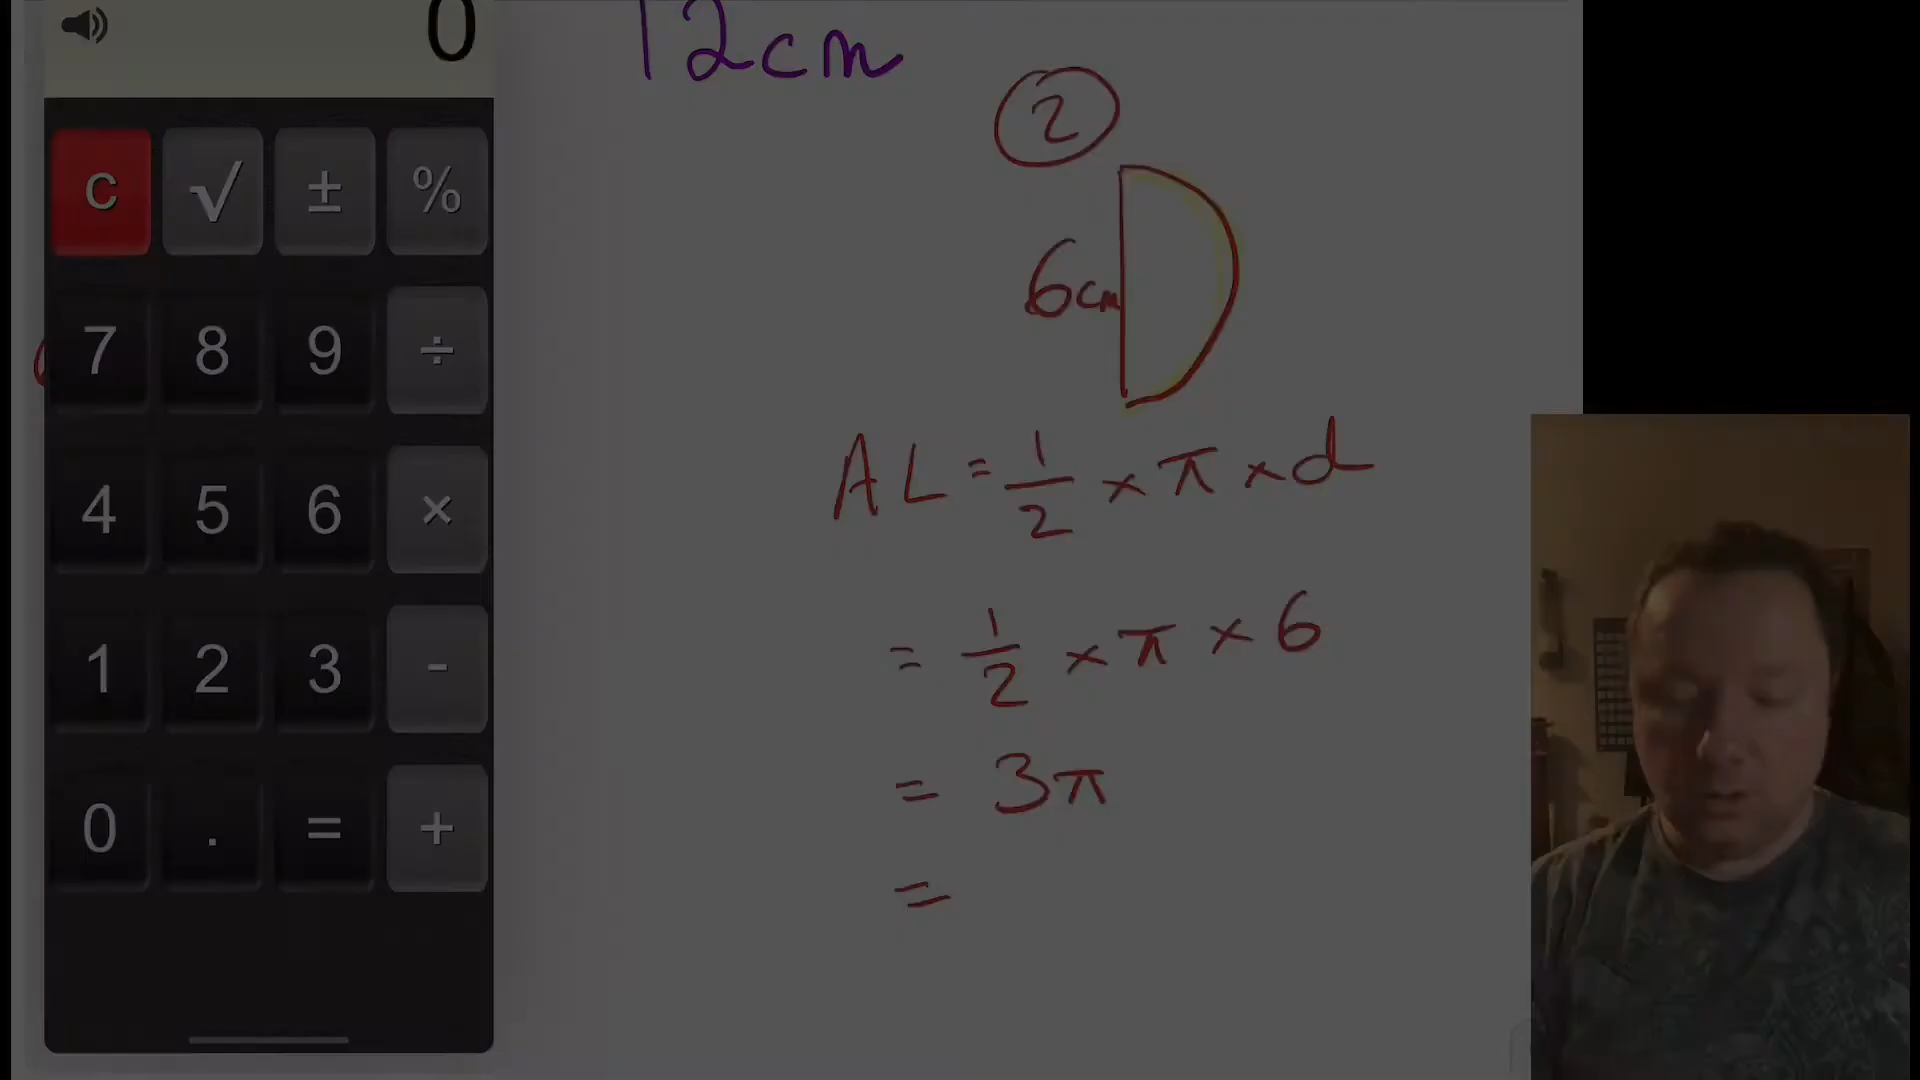 0
C √ ± %
7 8 9 ÷
4 5 6 ×
1 2 3 -
0 . = +
12cm
2
6cm
AL = 1/2 × π × d
= 1/2 × π × 6
= 3π
=